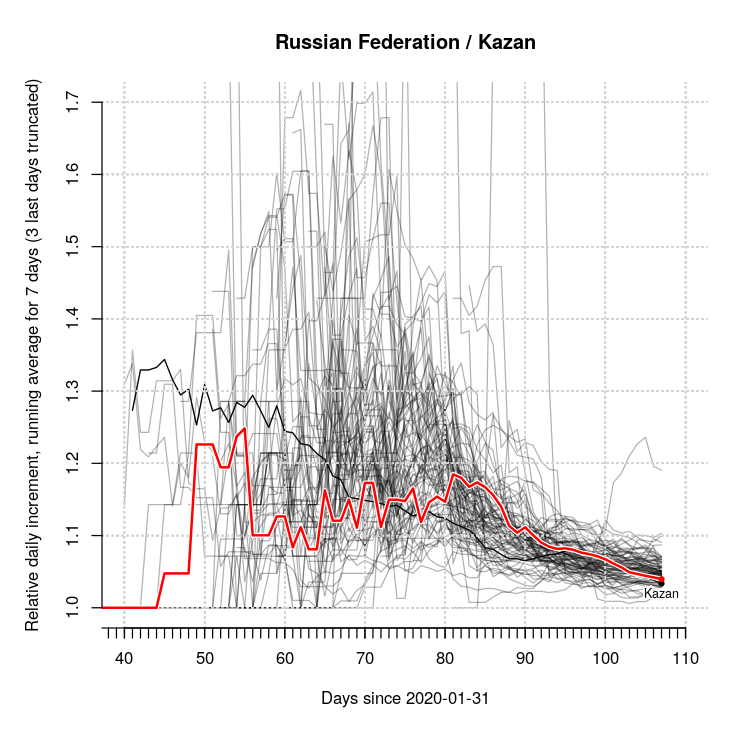 Russian Federation / Kazan
Relative daily increment, running average for 7 days (3 last days truncated)
1.7
1.6
1.5
1.4
1.3
1.2
1.1
1.0
Kazan
40 50 60 70 80 90 100 110
Days since 2020-01-31